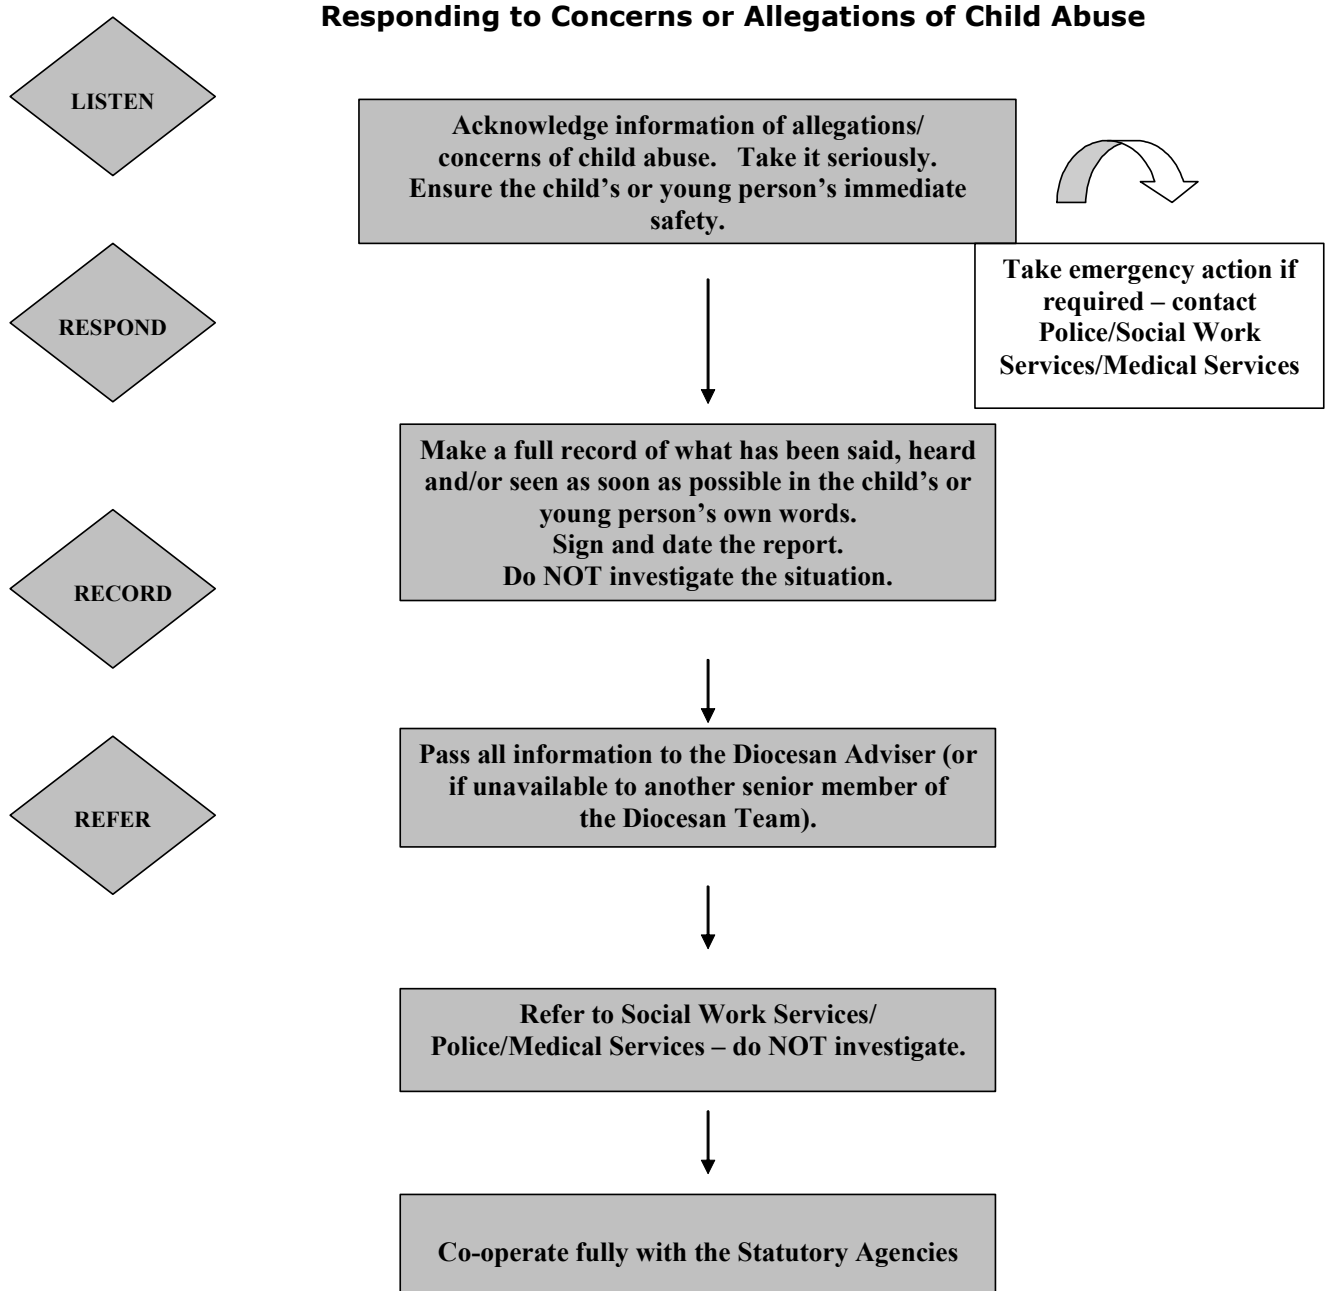 Responding to Concerns or Allegations of Child Abuse
LISTEN
Acknowledge information of allegations/
concerns of child abuse.   Take it seriously.
Ensure the child’s or young person’s immediate
safety.
Take emergency action if
required – contact
Police/Social Work
Services/Medical Services
RESPOND
Make a full record of what has been said, heard
and/or seen as soon as possible in the child’s or
young person’s own words.
Sign and date the report.
Do NOT investigate the situation.
RECORD
Pass all information to the Diocesan Adviser (or
if unavailable to another senior member of
the Diocesan Team).
REFER
Refer to Social Work Services/
Police/Medical Services – do NOT investigate.
Co-operate fully with the Statutory Agencies